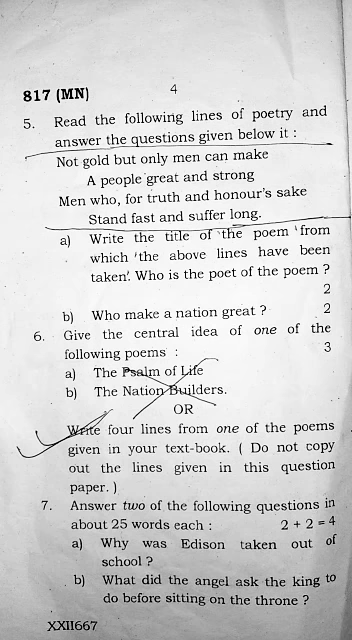 817 (MN)
4
5. Read the following lines of poetry and
answer the questions given below it :
Not gold but only men can make
A people great and strong
Men who, for truth and honour's sake
Stand fast and suffer long.
a) Write the title of the poem from
which the above lines have been
taken. Who is the poet of the poem ?
2
b) Who make a nation great ? 2
6. Give the central idea of one of the
following poems : 3
a) The Psalm of Life
b) The Nation Builders.
OR
Write four lines from one of the poems
given in your text-book. ( Do not copy
out the lines given in this question
paper. )
7. Answer two of the following questions in
about 25 words each : 2 + 2 = 4
a) Why was Edison taken out of
school ?
b) What did the angel ask the king to
do before sitting on the throne ?
XXII667